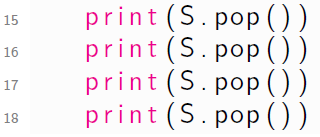 15 print(S.pop())
16 print(S.pop())
17 print(S.pop())
18 print(S.pop())